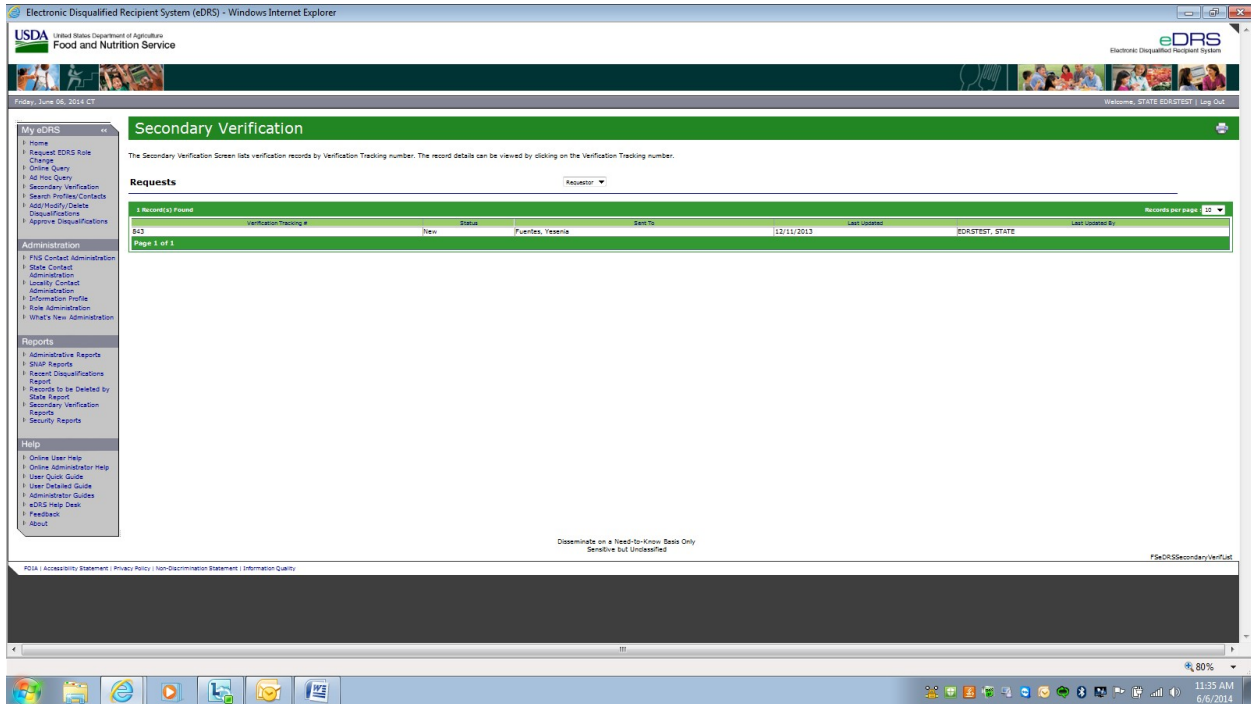 Electronic Disqualified Recipient System (eDRS) - Windows Internet Explorer
USDA United States Department of Agriculture
Food and Nutrition Service
eDRS
Electronic Disqualified Recipient System
Friday, June 06, 2014 CT
Welcome, STATE EDRSTEST | Log Out
My eDRS
Home
Request EDRS Role
Change
Online Query
Ad Hoc Query
Secondary Verification
Search Profiles/Contacts
Add/Modify/Delete
Disqualifications
Approve Disqualifications
Administration
FNS Contact Administration
State Contact
Administration
Locality Contact
Administration
Information Profile
Role Administration
What's New Administration
Reports
Administrative Reports
SNAP Reports
Recent Disqualifications
Report
Records to be Deleted by
State Report
Secondary Verification
Reports
Security Reports
Help
Online User Help
Online Administrator Help
User Quick Guide
User Detailed Guide
Administrator Guides
eDRS Help Desk
Feedback
About
Secondary Verification
The Secondary Verification Screen lists verification records by Verification Tracking number. The record details can be viewed by clicking on the Verification Tracking number.
Requests
Requestor
1 Record(s) Found
Records per page : 10
Verification Tracking # Status Sent To Last Updated Last Updated By
843 New Fuentes, Yesenia 12/11/2013 EDRSTEST, STATE
Page 1 of 1
Disseminate on a Need-to-Know Basis Only
Sensitive but Unclassified
FSeDRSSecondaryVerifList
FOIA | Accessibility Statement | Privacy Policy | Non-Discrimination Statement | Information Quality
80%
11:35 AM
6/6/2014